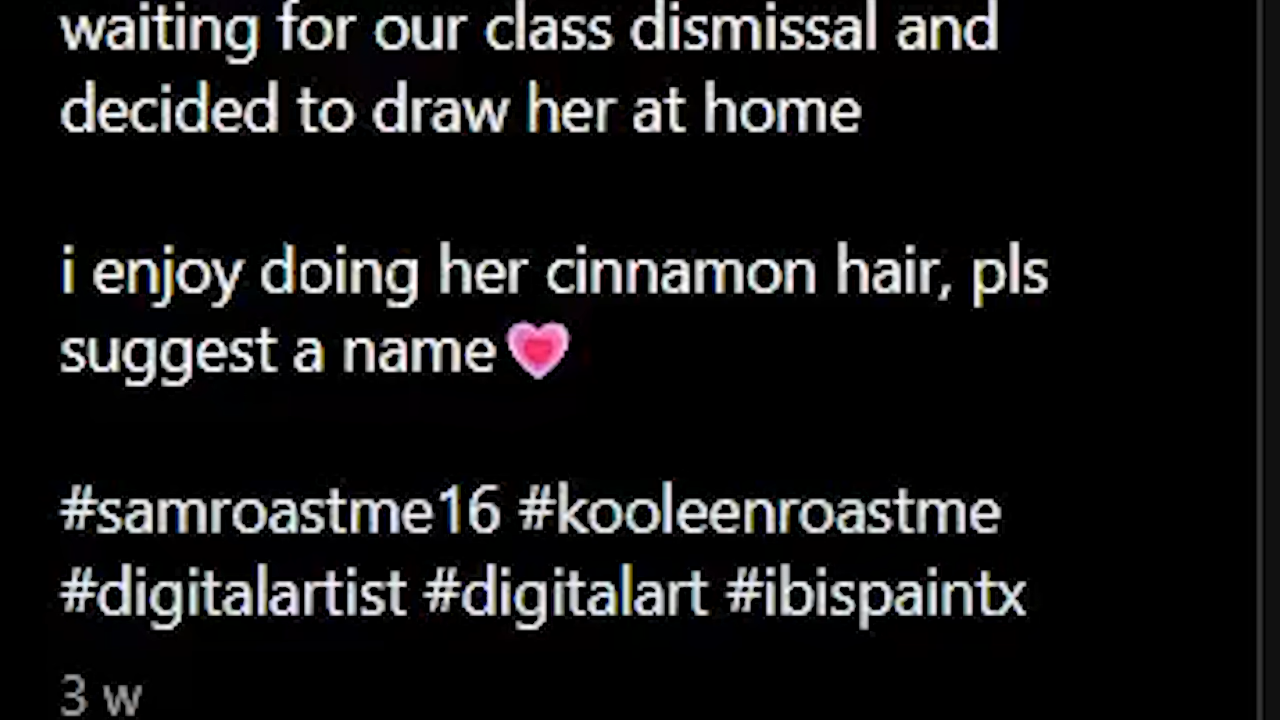 waiting for our class dismissal and
decided to draw her at home
i enjoy doing her cinnamon hair, pls
suggest a name💗
#samroastme16 #kooleenroastme
#digitalartist #digitalart #ibispaintx
3 w